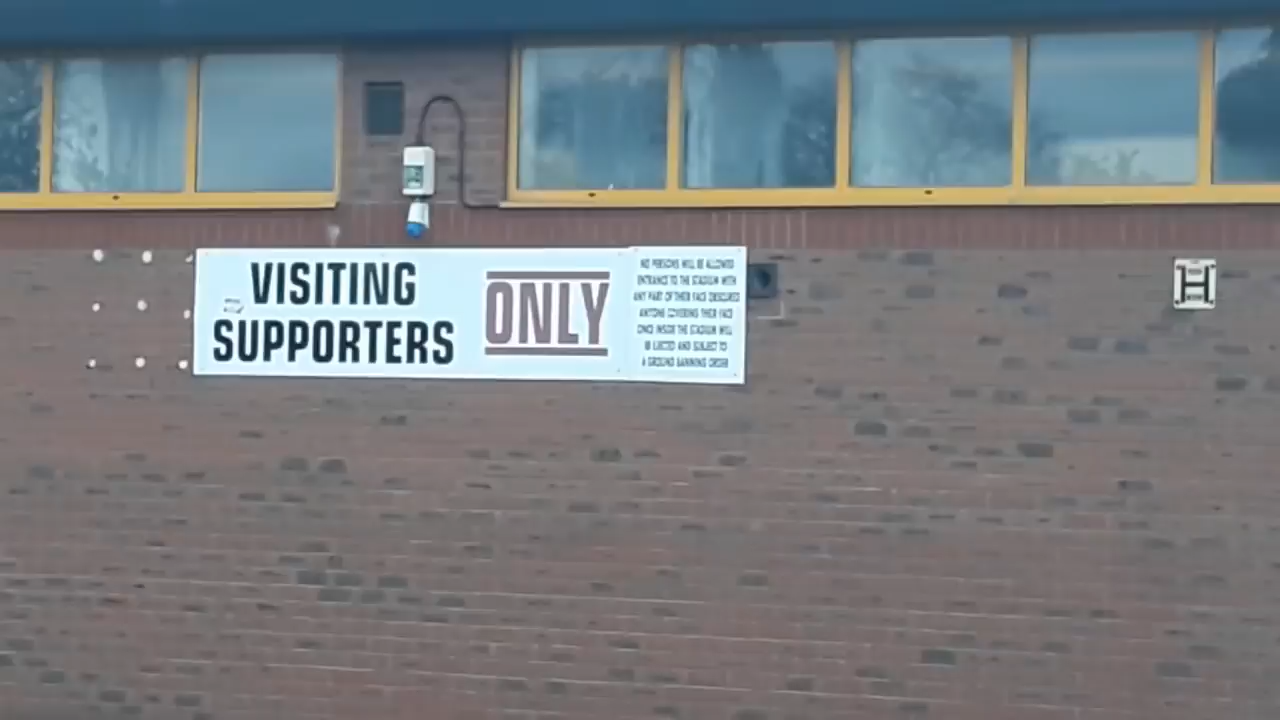 VISITING
SUPPORTERS
ONLY
NO PERSONS WILL BE ALLOWED
ENTRANCE TO THE STADIUM WITH
ANY PART OF THEIR FACE OBSCURED
ANYONE COVERING THEIR FACE
ONCE INSIDE THE STADIUM WILL
BE EJECTED AND SUBJECT TO
A GROUND BANNING ORDER
H